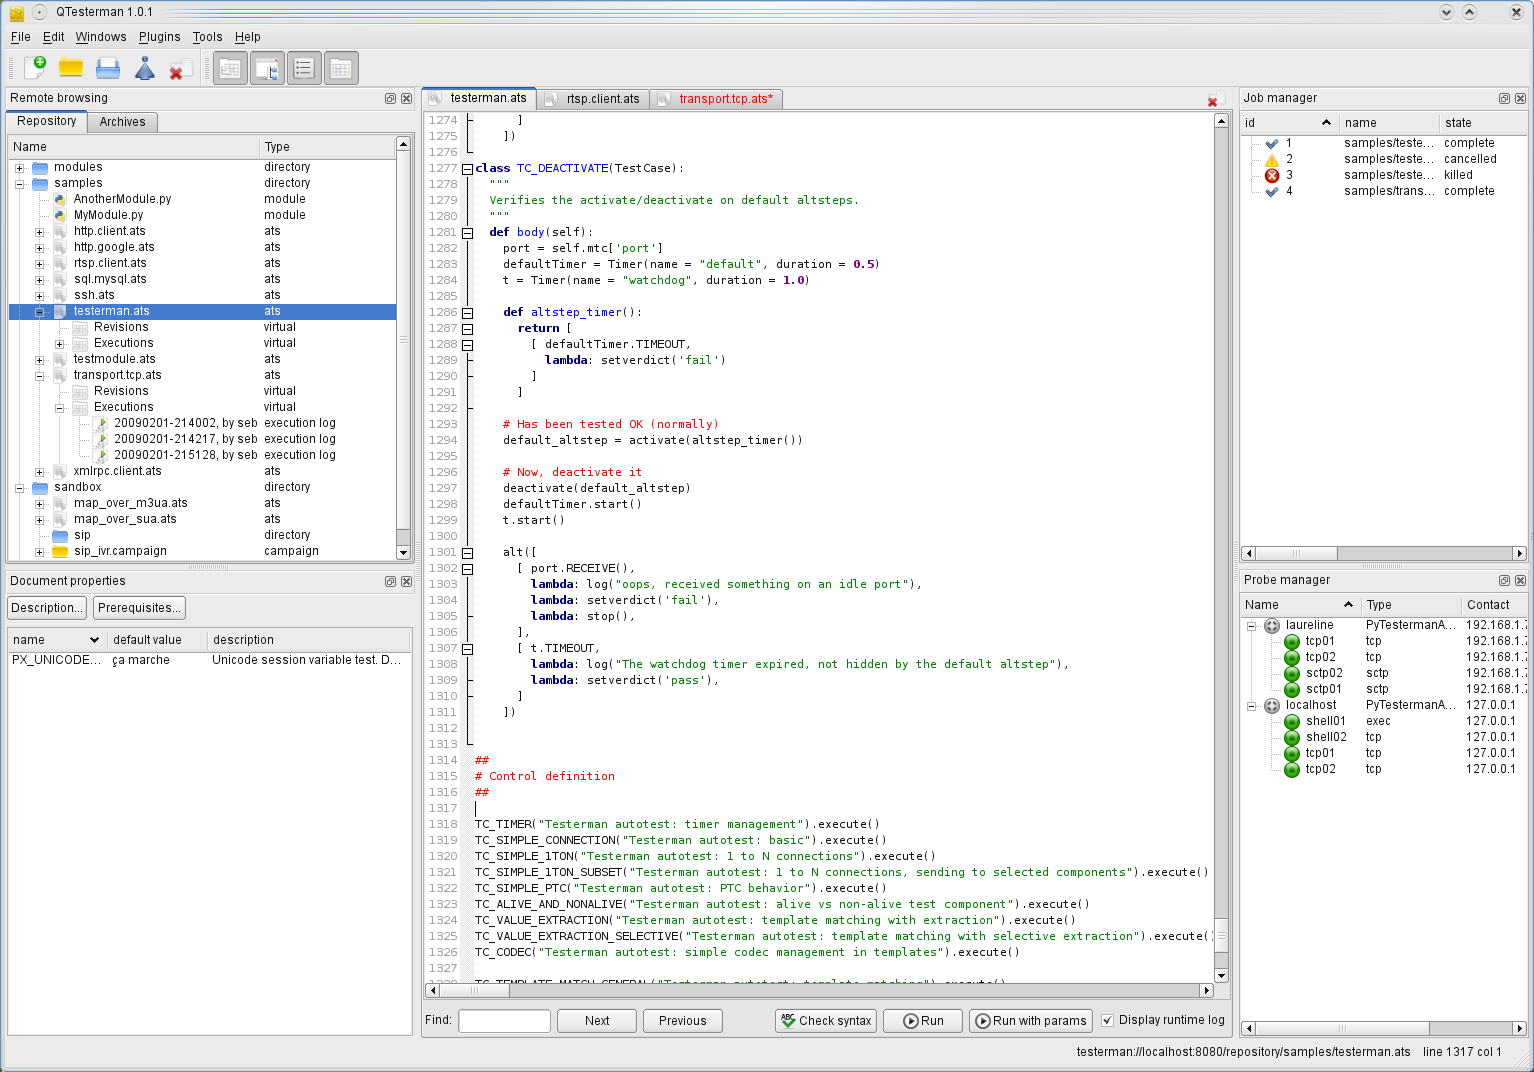 QTesterman 1.0.1
File Edit Windows Plugins Tools Help
Remote browsing
Repository Archives
Name Type
modules directory
samples directory
AnotherModule.py module
MyModule.py module
http.client.ats ats
http.google.ats ats
rtsp.client.ats ats
sql.mysql.ats ats
ssh.ats ats
testerman.ats ats
Revisions virtual
Executions virtual
testmodule.ats ats
transport.tcp.ats ats
Revisions virtual
Executions virtual
20090201-214002, by seb execution log
20090201-214217, by seb execution log
20090201-215128, by seb execution log
xmlrpc.client.ats ats
sandbox directory
map_over_m3ua.ats ats
map_over_sua.ats ats
sip directory
sip_ivr.campaign campaign
Document properties
Description... Prerequisites...
name default value description
PX_UNICODE... ça marche Unicode session variable test. D...
testerman.ats rtsp.client.ats transport.tcp.ats*
1274 ]
1275 ])
1276
1277 class TC_DEACTIVATE(TestCase):
1278 """
1279 Verifies the activate/deactivate on default altsteps.
1280 """
1281 def body(self):
1282 port = self.mtc['port']
1283 defaultTimer = Timer(name = "default", duration = 0.5)
1284 t = Timer(name = "watchdog", duration = 1.0)
1285
1286 def altstep_timer():
1287 return [
1288 [ defaultTimer.TIMEOUT,
1289 lambda: setverdict('fail')
1290 ]
1291 ]
1292
1293 # Has been tested OK (normally)
1294 default_altstep = activate(altstep_timer())
1295
1296 # Now, deactivate it
1297 deactivate(default_altstep)
1298 defaultTimer.start()
1299 t.start()
1300
1301 alt([
1302 [ port.RECEIVE(),
1303 lambda: log("oops, received something on an idle port"),
1304 lambda: setverdict('fail'),
1305 lambda: stop(),
1306 ],
1307 [ t.TIMEOUT,
1308 lambda: log("The watchdog timer expired, not hidden by the default altstep"),
1309 lambda: setverdict('pass'),
1310 ]
1311 ])
1312
1313
1314 ##
1315 # Control definition
1316 ##
1317
1318 TC_TIMER("Testerman autotest: timer management").execute()
1319 TC_SIMPLE_CONNECTION("Testerman autotest: basic").execute()
1320 TC_SIMPLE_1TON("Testerman autotest: 1 to N connections").execute()
1321 TC_SIMPLE_1TON_SUBSET("Testerman autotest: 1 to N connections, sending to selected components").execute()
1322 TC_SIMPLE_PTC("Testerman autotest: PTC behavior").execute()
1323 TC_ALIVE_AND_NONALIVE("Testerman autotest: alive vs non-alive test component").execute()
1324 TC_VALUE_EXTRACTION("Testerman autotest: template matching with extraction").execute()
1325 TC_VALUE_EXTRACTION_SELECTIVE("Testerman autotest: template matching with selective extraction").execute()
1326 TC_CODEC("Testerman autotest: simple codec management in templates").execute()
1327
1328 TC_TEMPLATE_MATCH_GENERAL("Testerman autotest: template matching").execute()
Find: Next Previous ABC Check syntax Run Run with params Display runtime log
Job manager
id name state
1 samples/teste... complete
2 samples/teste... cancelled
3 samples/teste... killed
4 samples/trans... complete
Probe manager
Name Type Contact
laureline PyTestermanA... 192.168.1.7
tcp01 tcp 192.168.1.7
tcp02 tcp 192.168.1.7
sctp02 sctp 192.168.1.7
sctp01 sctp 192.168.1.7
localhost PyTestermanA... 127.0.0.1
shell01 exec 127.0.0.1
shell02 tcp 127.0.0.1
tcp01 tcp 127.0.0.1
tcp02 tcp 127.0.0.1
testerman://localhost:8080/repository/samples/testerman.ats line 1317 col 1